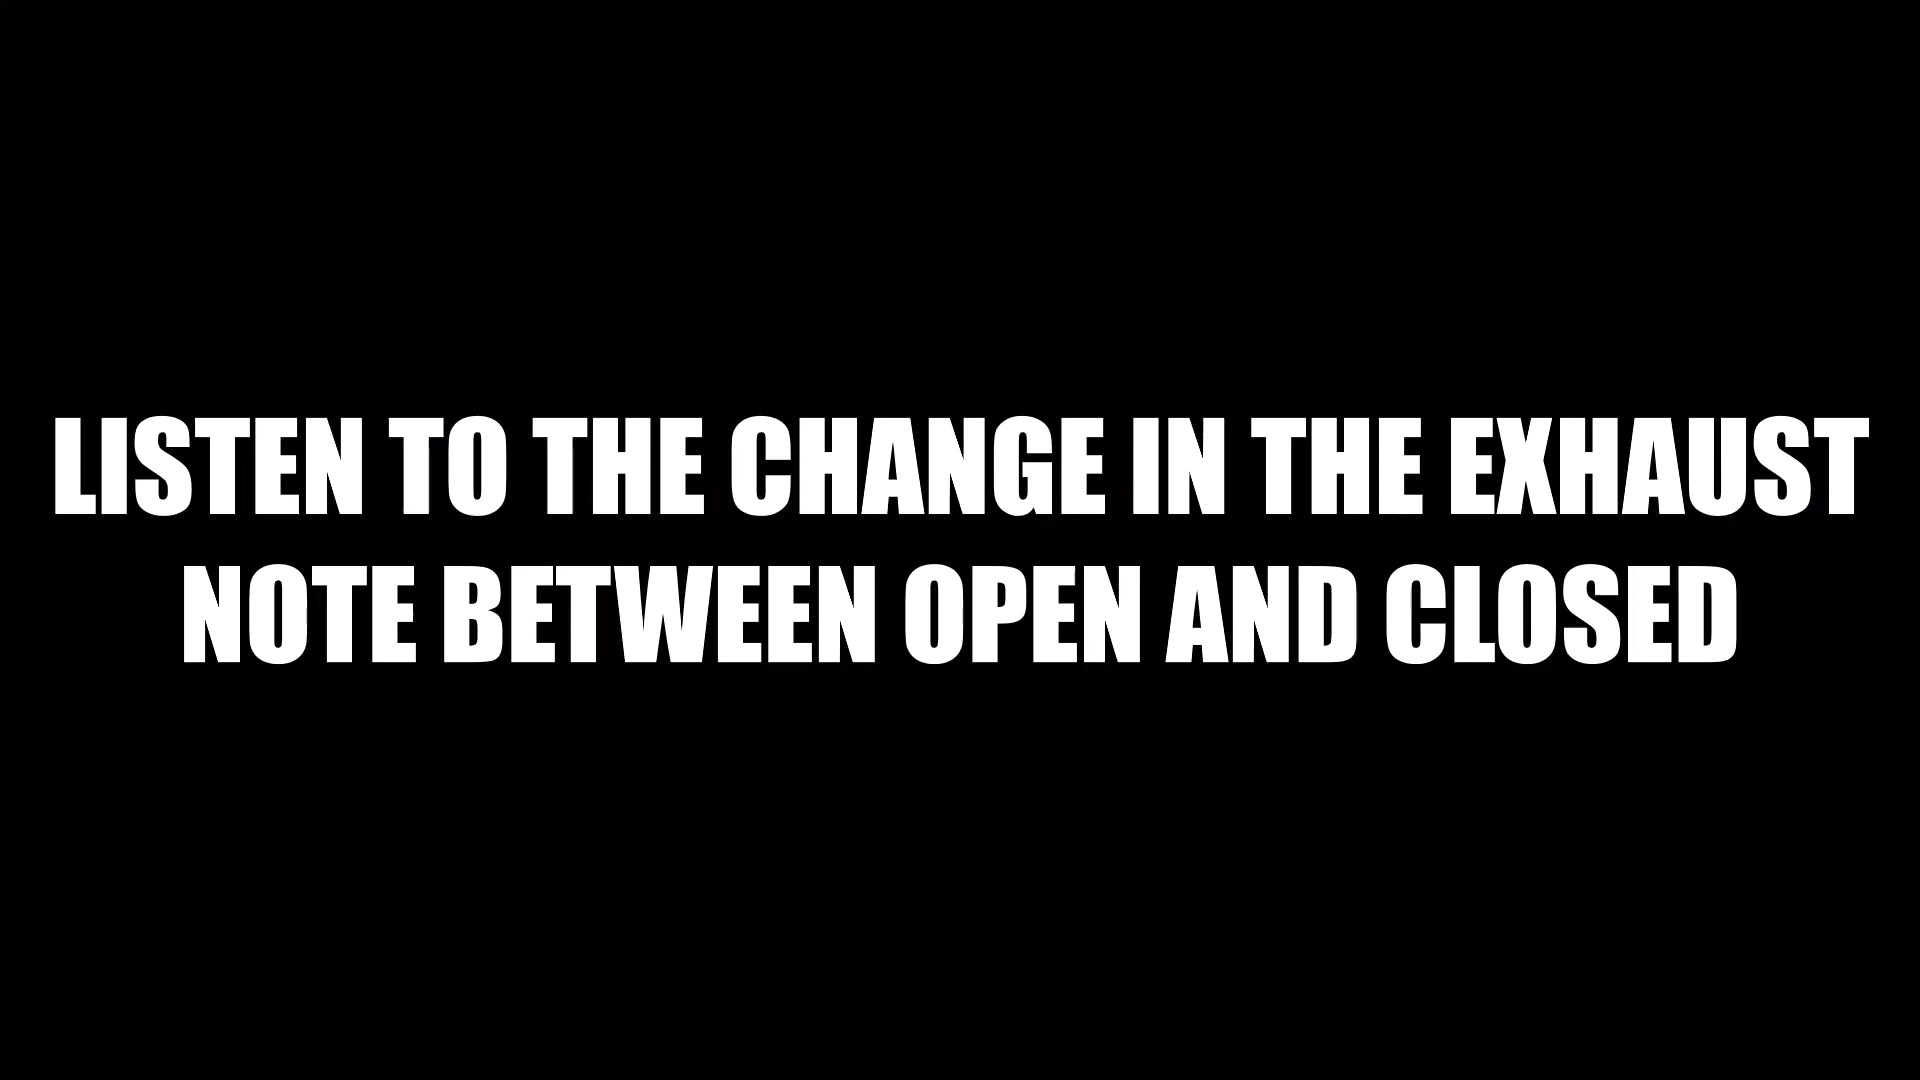 LISTEN TO THE CHANGE IN THE EXHAUST
NOTE BETWEEN OPEN AND CLOSED